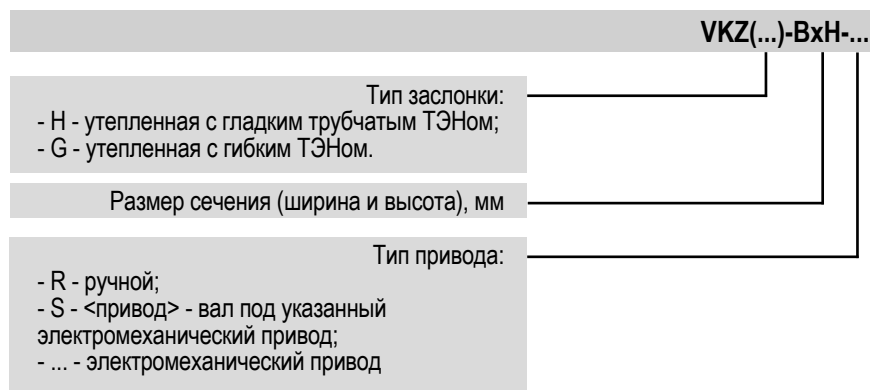 VKZ(...)-BxH-...
Тип заслонки:
- H - утепленная с гладким трубчатым ТЭНом;
- G - утепленная с гибким ТЭНом.
Размер сечения (ширина и высота), мм
Тип привода:
- R - ручной;
- S - <привод> - вал под указанный
электромеханический привод;
- ... - электромеханический привод